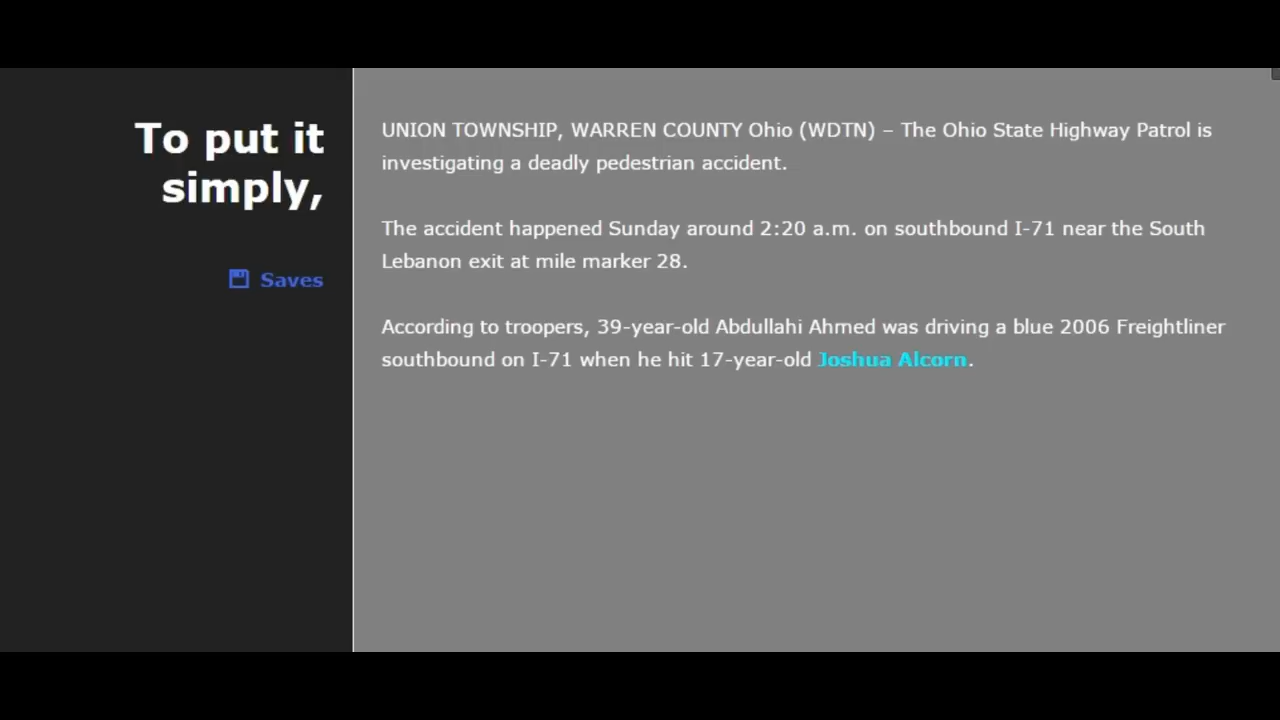 To put it
simply,
Saves
UNION TOWNSHIP, WARREN COUNTY Ohio (WDTN) – The Ohio State Highway Patrol is
investigating a deadly pedestrian accident.
The accident happened Sunday around 2:20 a.m. on southbound I-71 near the South
Lebanon exit at mile marker 28.
According to troopers, 39-year-old Abdullahi Ahmed was driving a blue 2006 Freightliner
southbound on I-71 when he hit 17-year-old Joshua Alcorn.